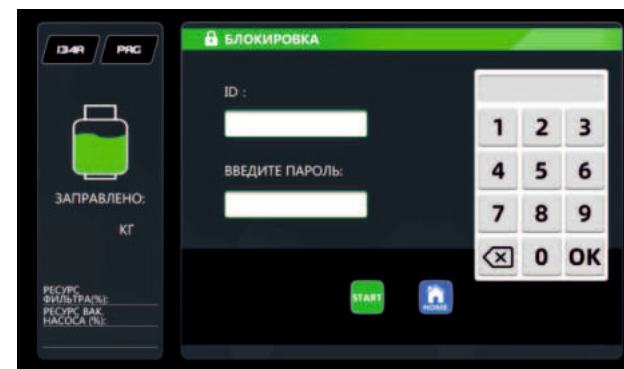 134A PAG
ЗАПРАВЛЕНО:
КГ
РЕСУРС
ФИЛЬТРА(%):
РЕСУРС ВАК.
НАСОСА (%):
БЛОКИРОВКА
ID :
ВВЕДИТЕ ПАРОЛЬ:
1 2 3
4 5 6
7 8 9
0 OK
START HOME